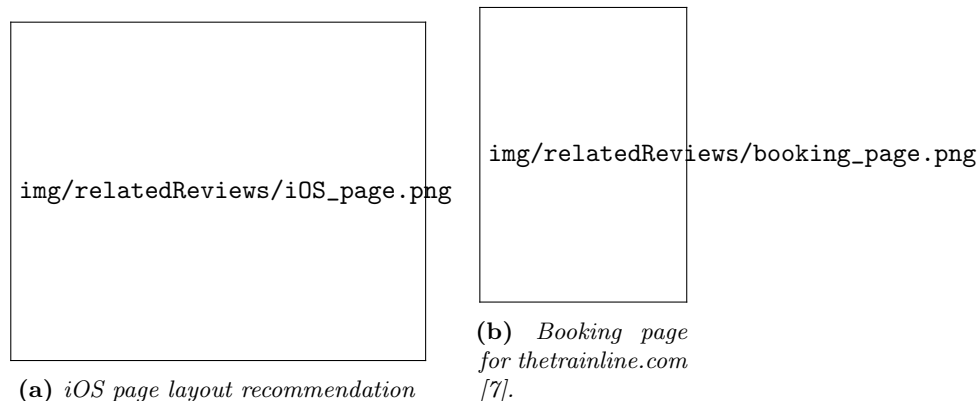 img/relatedReviews/iOS_page.png
(a) iOS page layout recommendation
img/relatedReviews/booking_page.png
(b) Booking page
for thetrainline.com
[7].